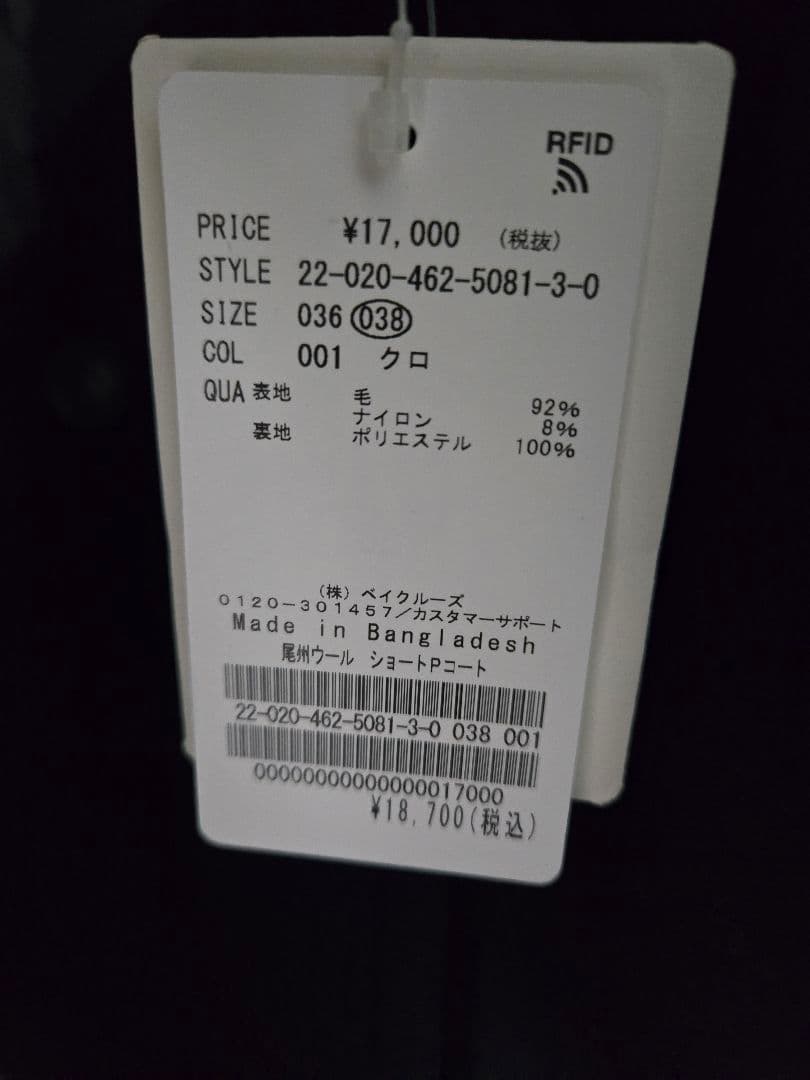 RFID
PRICE ¥17,000 (税抜)
STYLE 22-020-462-5081-3-0
SIZE 036 038
COL 001 クロ
QUA 表地 毛 92%
ナイロン 8%
裏地 ポリエステル 100%
(株) ベイクルーズ
0120-301457/カスタマーサポート
Made in Bangladesh
尾州ウール ショートPコート
22-020-462-5081-3-0 038 001
00000000000000017000
¥18,700(税込)